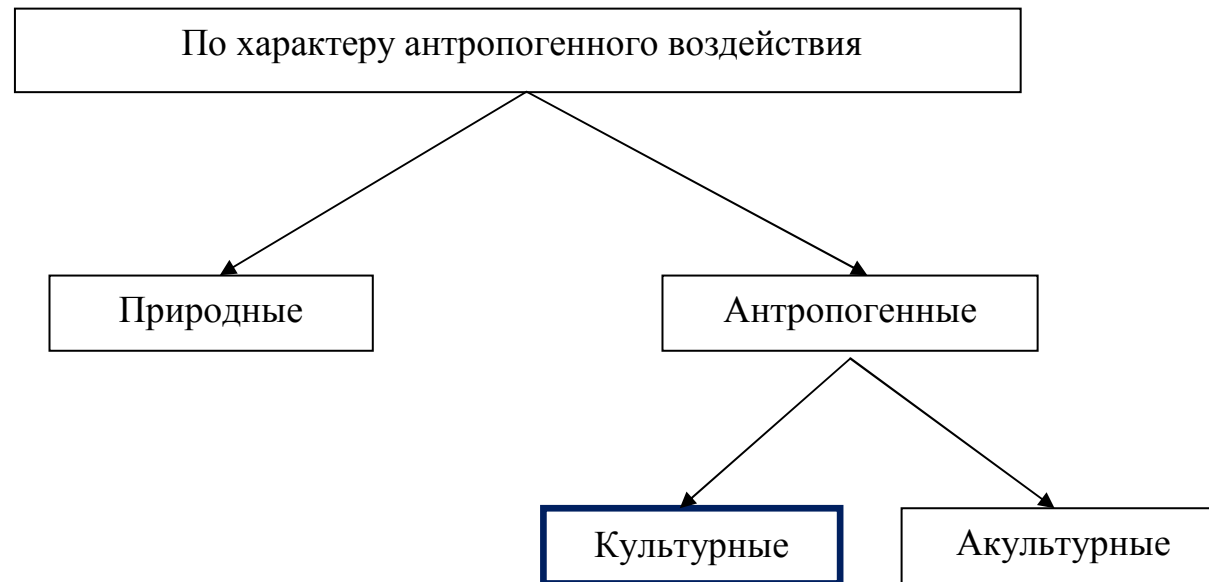 По характеру антропогенного воздействия
Природные
Антропогенные
Культурные
Акультурные